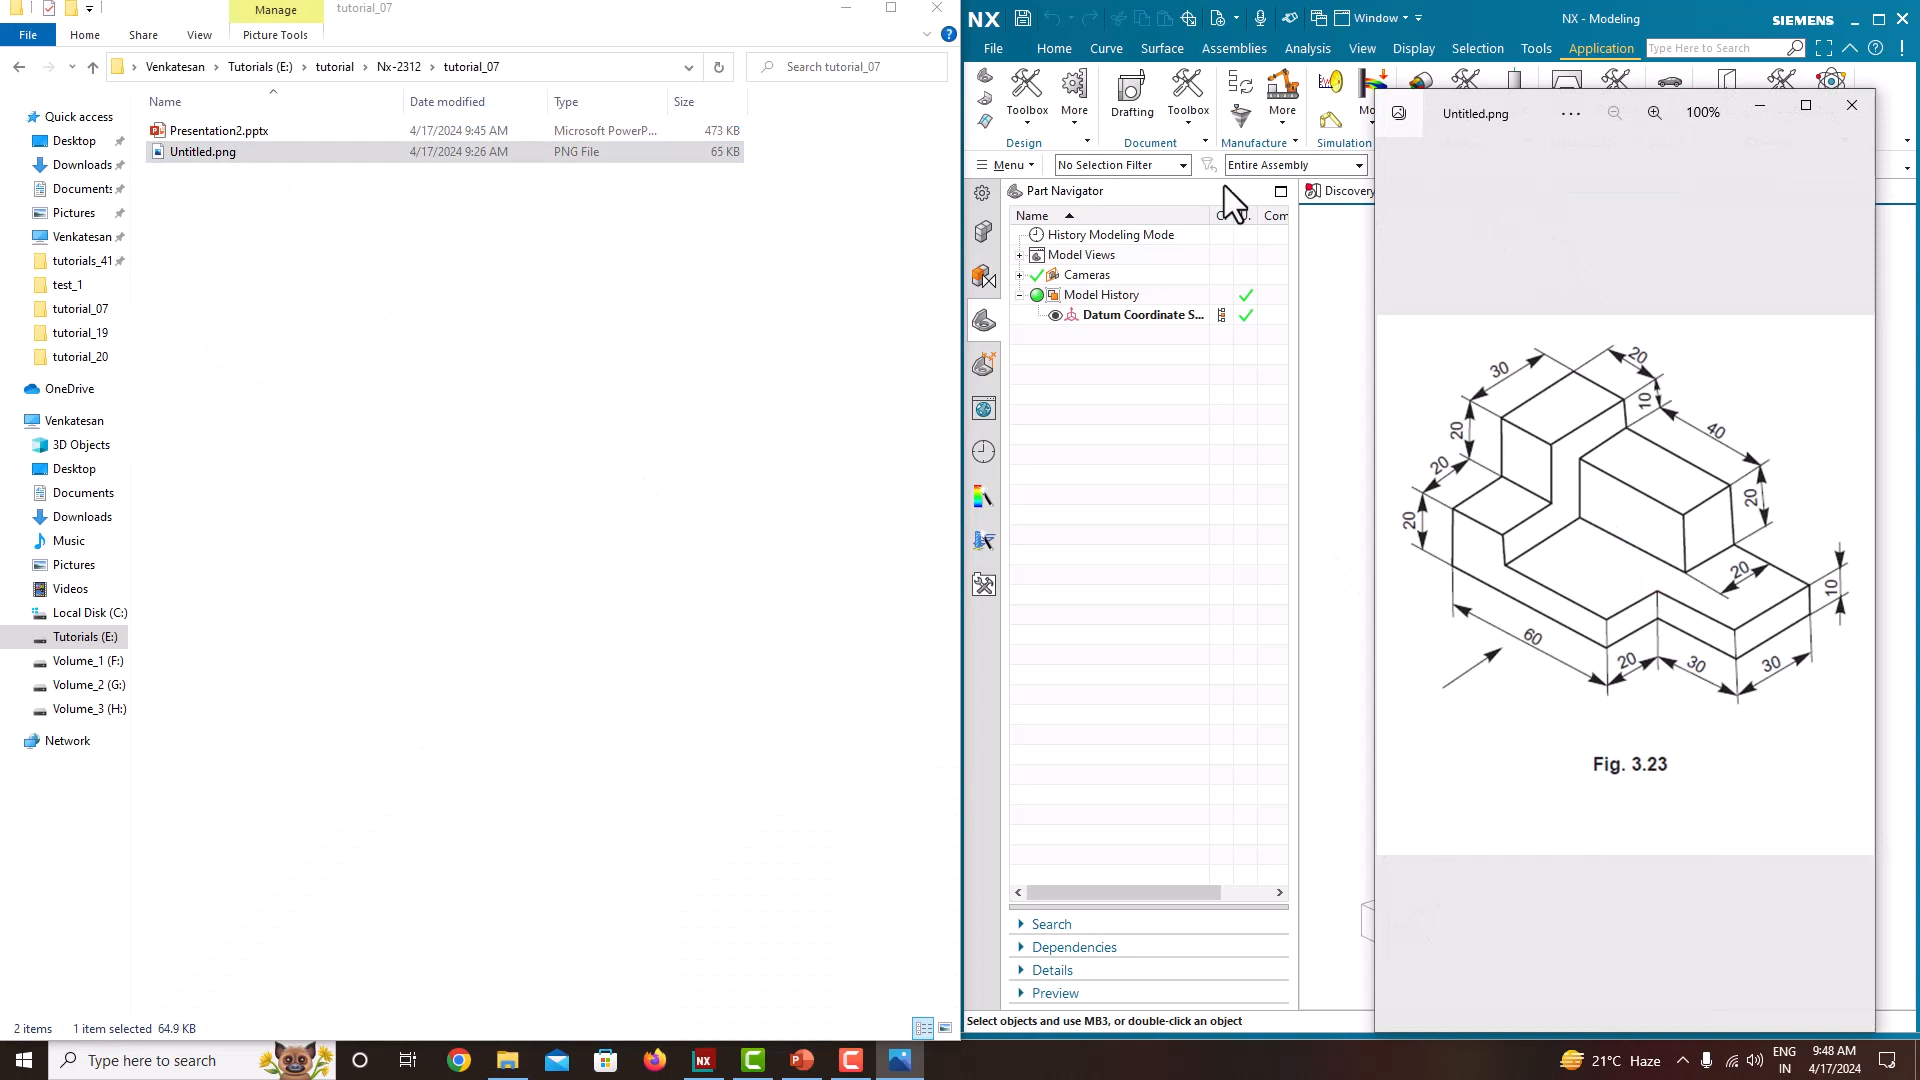 Manage
tutorial_07
File
Home
Share
View
Picture Tools
Venkatesan
Tutorials (E:)
tutorial
Nx-2312
tutorial_07
Search tutorial_07
Name
Date modified
Type
Size
Quick access
Desktop
Downloads
Documents
Pictures
Venkatesan
tutorials_41
test_1
tutorial_07
tutorial_19
tutorial_20
OneDrive
Venkatesan
3D Objects
Desktop
Documents
Downloads
Music
Pictures
Videos
Local Disk (C:)
Tutorials (E:)
Volume_1 (F:)
Volume_2 (G:)
Volume_3 (H:)
Network
Presentation2.pptx
4/17/2024 9:45 AM
Microsoft PowerP...
473 KB
Untitled.png
4/17/2024 9:26 AM
PNG File
65 KB
2 items
1 item selected 64.9 KB
NX
Window
NX - Modeling
SIEMENS
File
Home
Curve
Surface
Assemblies
Analysis
View
Display
Selection
Tools
Application
Type Here to Search
Toolbox
More
Drafting
Toolbox
More
Mo
Design
Document
Manufacture
Simulation
Menu
No Selection Filter
Entire Assembly
Part Navigator
Discovery
Name
Com
History Modeling Mode
Model Views
Cameras
Model History
Datum Coordinate S...
Search
Dependencies
Details
Preview
Select objects and use MB3, or double-click an object
Untitled.png
100%
30
20
10
20
40
20
20
20
20
10
60
20
30
30
Fig. 3.23
Type here to search
NX
21°C Haze
ENG
IN
9:48 AM
4/17/2024